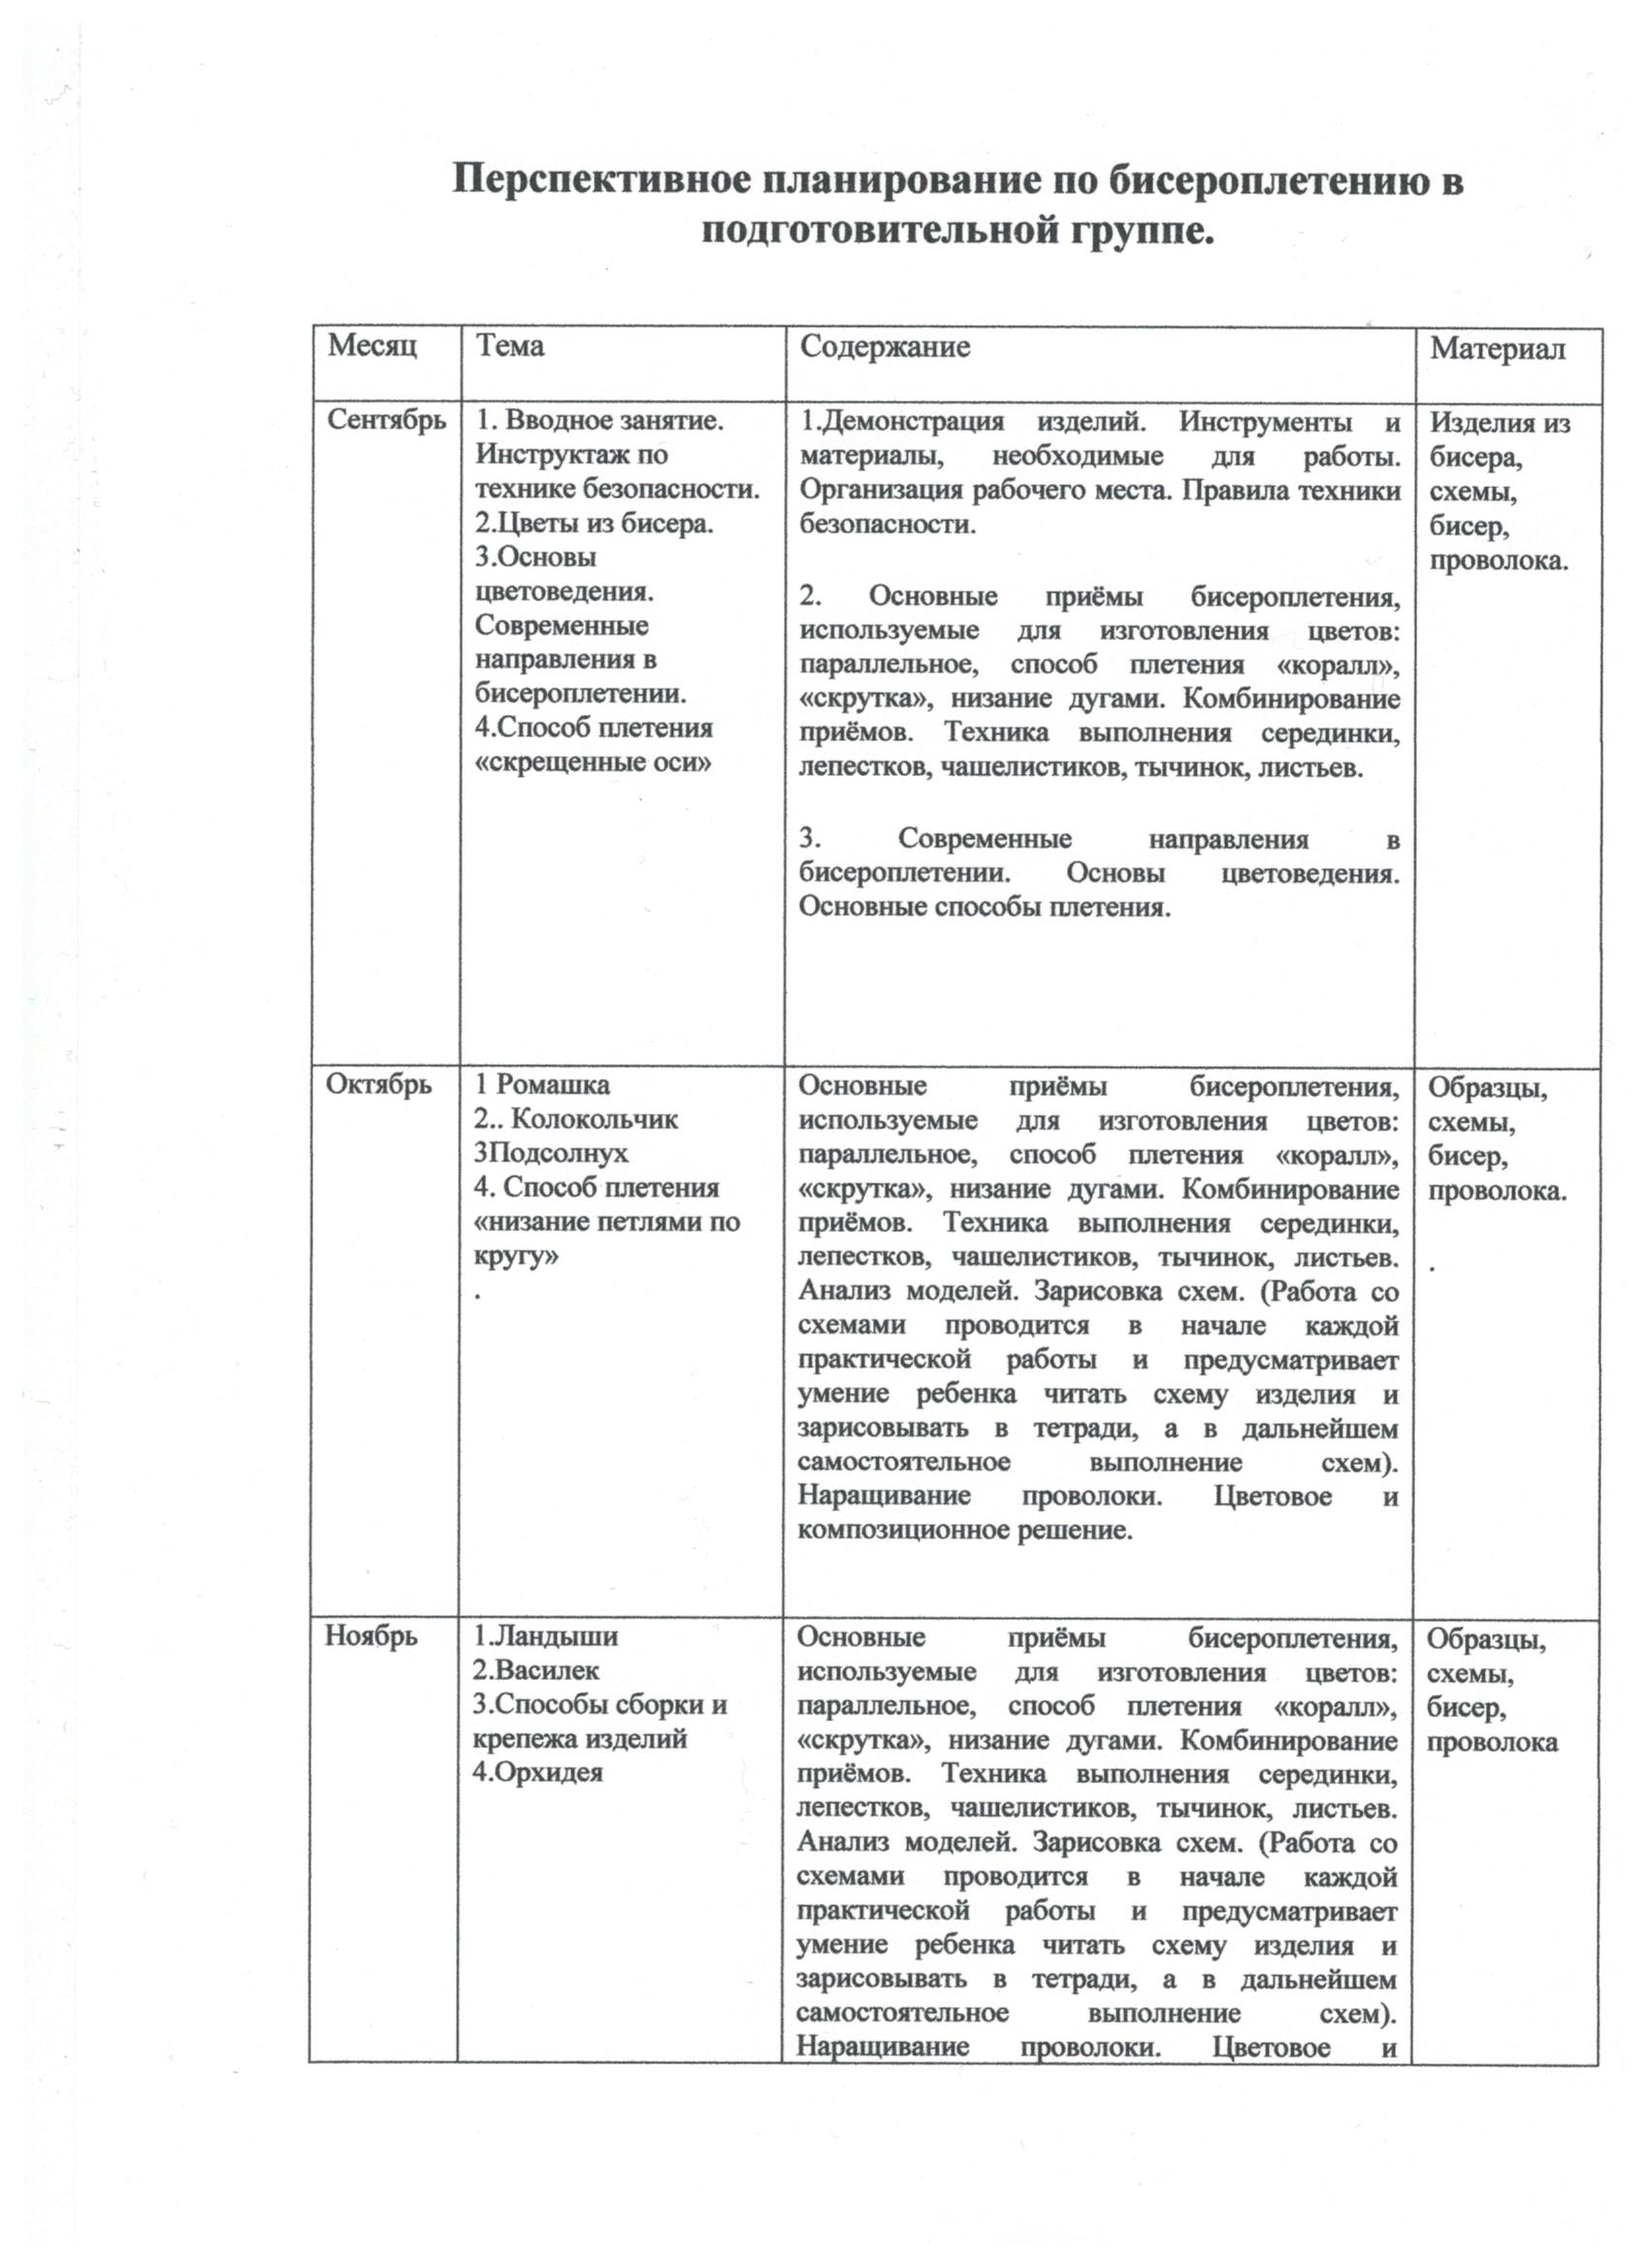 Перспективное планирование по бисероплетению в
подготовительной группе.
Месяц
Тема
Содержание
Материал
Сентябрь
1. Вводное занятие.
Инструктаж по
технике безопасности.
2.Цветы из бисера.
3.Основы
цветоведения.
Современные
направления в
бисероплетении.
4.Способ плетения
«скрещенные оси»
1.Демонстрация изделий. Инструменты и
материалы, необходимые для работы.
Организация рабочего места. Правила техники
безопасности.
2. Основные приёмы бисероплетения,
используемые для изготовления цветов:
параллельное, способ плетения «коралл»,
«скрутка», низание дугами. Комбинирование
приёмов. Техника выполнения серединки,
лепестков, чашелистиков, тычинок, листьев.
3. Современные направления в
бисероплетении. Основы цветоведения.
Основные способы плетения.
Изделия из
бисера,
схемы,
бисер,
проволока.
Октябрь
1 Ромашка
2.. Колокольчик
3Подсолнух
4. Способ плетения
«низание петлями по
кругу»
.
Основные приёмы бисероплетения,
используемые для изготовления цветов:
параллельное, способ плетения «коралл»,
«скрутка», низание дугами. Комбинирование
приёмов. Техника выполнения серединки,
лепестков, чашелистиков, тычинок, листьев.
Анализ моделей. Зарисовка схем. (Работа со
схемами проводится в начале каждой
практической работы и предусматривает
умение ребенка читать схему изделия и
зарисовывать в тетради, а в дальнейшем
самостоятельное выполнение схем).
Наращивание проволоки. Цветовое и
композиционное решение.
Образцы,
схемы,
бисер,
проволока.
.
Ноябрь
1.Ландыши
2.Василек
3.Способы сборки и
крепежа изделий
4.Орхидея
Основные приёмы бисероплетения,
используемые для изготовления цветов:
параллельное, способ плетения «коралл»,
«скрутка», низание дугами. Комбинирование
приёмов. Техника выполнения серединки,
лепестков, чашелистиков, тычинок, листьев.
Анализ моделей. Зарисовка схем. (Работа со
схемами проводится в начале каждой
практической работы и предусматривает
умение ребенка читать схему изделия и
зарисовывать в тетради, а в дальнейшем
самостоятельное выполнение схем).
Наращивание проволоки. Цветовое и
Образцы,
схемы,
бисер,
проволока